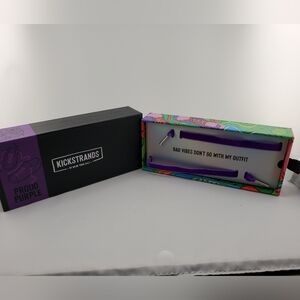 KICKSTRANDS
PROUD
PURPLE
BAD VIBES DON'T GO WITH MY OUTFIT